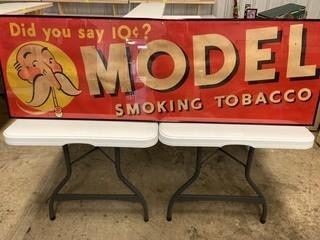 Did you say 10¢?
MODEL
SMOKING TOBACCO